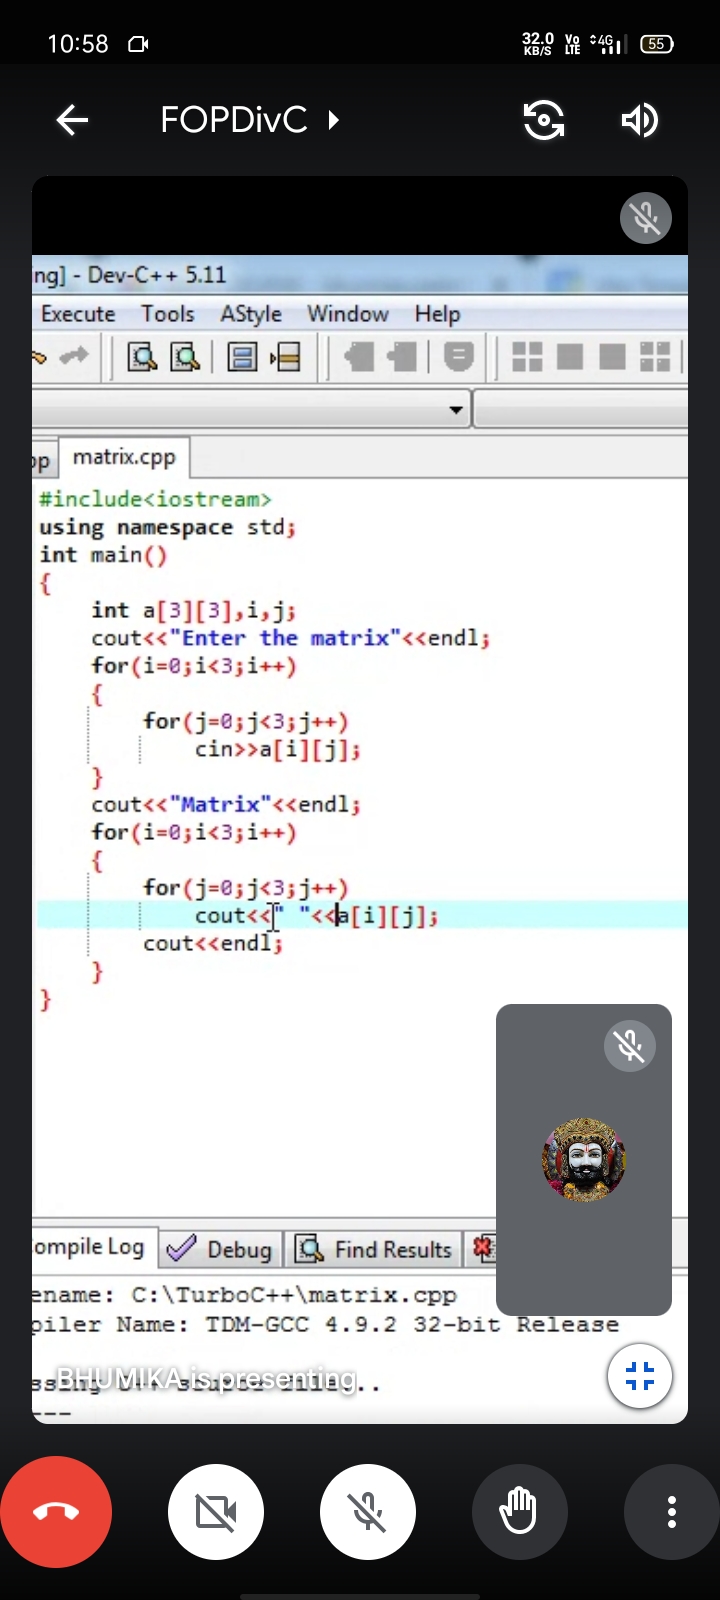 10:58
32.0 KB/S Vo LTE 4G 55
FOPDivC
ng] - Dev-C++ 5.11
Execute Tools AStyle Window Help
pp matrix.cpp
#include<iostream>
using namespace std;
int main()
{
int a[3][3],i,j;
cout<<"Enter the matrix"<<endl;
for(i=0;i<3;i++)
{
for(j=0;j<3;j++)
cin>>a[i][j];
}
cout<<"Matrix"<<endl;
for(i=0;i<3;i++)
{
for(j=0;j<3;j++)
cout<<" "<<a[i][j];
cout<<endl;
}
}
ompile Log Debug Find Results
ename: C:\TurboC++\matrix.cpp
piler Name: TDM-GCC 4.9.2 32-bit Release
BHUMIKA is presenting
ssing C++ source file...
---